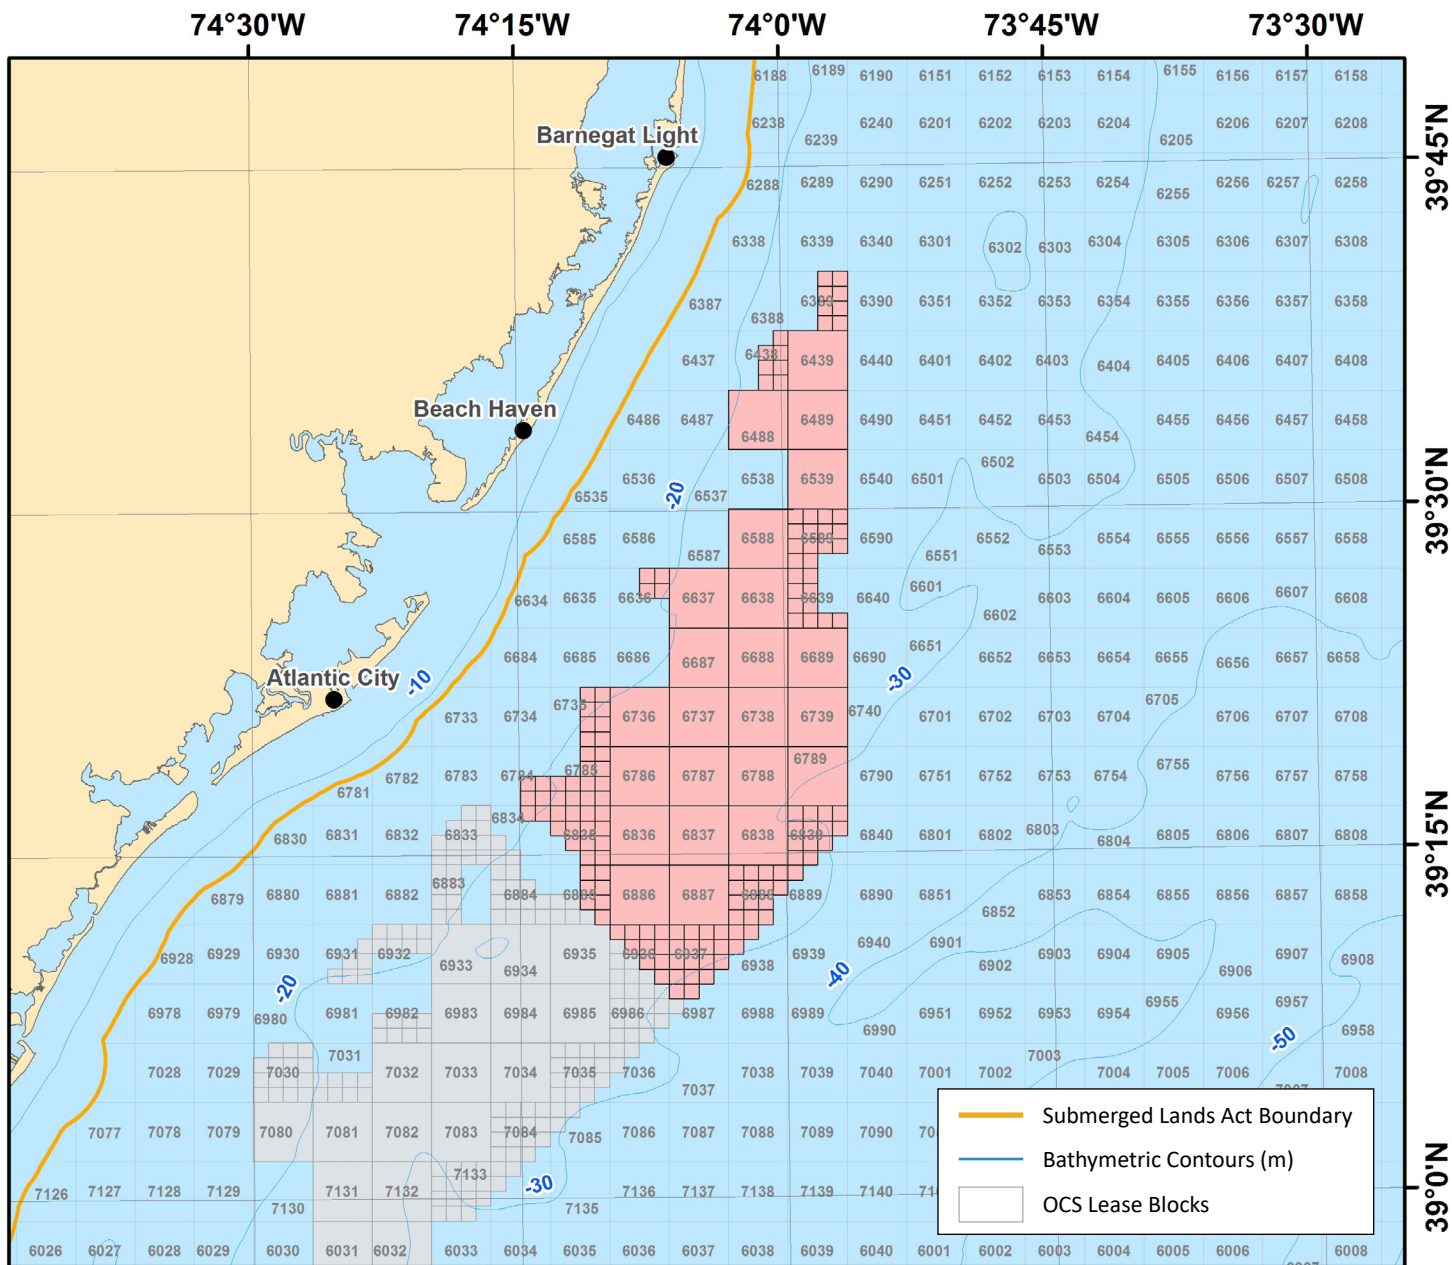 74°30'W 74°15'W 74°0'W 73°45'W 73°30'W
6188 6189 6190 6151 6152 6153 6154 6155 6156 6157 6158
6238 6239 6240 6201 6202 6203 6204 6205 6206 6207 6208
Barnegat Light
39°45'N
6288 6289 6290 6251 6252 6253 6254 6255 6256 6257 6258
6338 6339 6340 6301 6302 6303 6304 6305 6306 6307 6308
6387 6388 6389 6390 6351 6352 6353 6354 6355 6356 6357 6358
6437 6438 6439 6440 6401 6402 6403 6404 6405 6406 6407 6408
Beach Haven
6486 6487 6488 6489 6490 6451 6452 6453 6454 6455 6456 6457 6458
6535 6536 6537 6538 6539 6540 6501 6502 6503 6504 6505 6506 6507 6508
-20
39°30'N
6585 6586 6587 6588 6589 6590 6551 6552 6553 6554 6555 6556 6557 6558
6634 6635 6636 6637 6638 6639 6640 6601 6602 6603 6604 6605 6606 6607 6608
6684 6685 6686 6687 6688 6689 6690 6651 6652 6653 6654 6655 6656 6657 6658
Atlantic City
-10
-30
6733 6734 6735 6736 6737 6738 6739 6740 6701 6702 6703 6704 6705 6706 6707 6708
6781 6782 6783 6784 6785 6786 6787 6788 6789 6790 6751 6752 6753 6754 6755 6756 6757 6758
6830 6831 6832 6833 6834 6835 6836 6837 6838 6839 6840 6801 6802 6803 6804 6805 6806 6807 6808
39°15'N
6879 6880 6881 6882 6883 6884 6885 6886 6887 6888 6889 6890 6851 6852 6853 6854 6855 6856 6857 6858
6928 6929 6930 6931 6932 6933 6934 6935 6936 6937 6938 6939 6940 6901 6902 6903 6904 6905 6906 6907 6908
-20
-40
6978 6979 6980 6981 6982 6983 6984 6985 6986 6987 6988 6989 6990 6951 6952 6953 6954 6955 6956 6957 6958
-50
7028 7029 7030 7031 7032 7033 7034 7035 7036 7037 7038 7039 7040 7001 7002 7003 7004 7005 7006 7008
7077 7078 7079 7080 7081 7082 7083 7084 7085 7086 7087 7088 7089 7090
7126 7127 7128 7129 7130 7131 7132 7133 7135 7136 7137 7138 7139 7140
-30
39°0'N
6026 6027 6028 6029 6030 6031 6032 6033 6034 6035 6036 6037 6038 6039 6040 6001 6002 6003 6004 6005 6006 6008
Submerged Lands Act Boundary
Bathymetric Contours (m)
OCS Lease Blocks